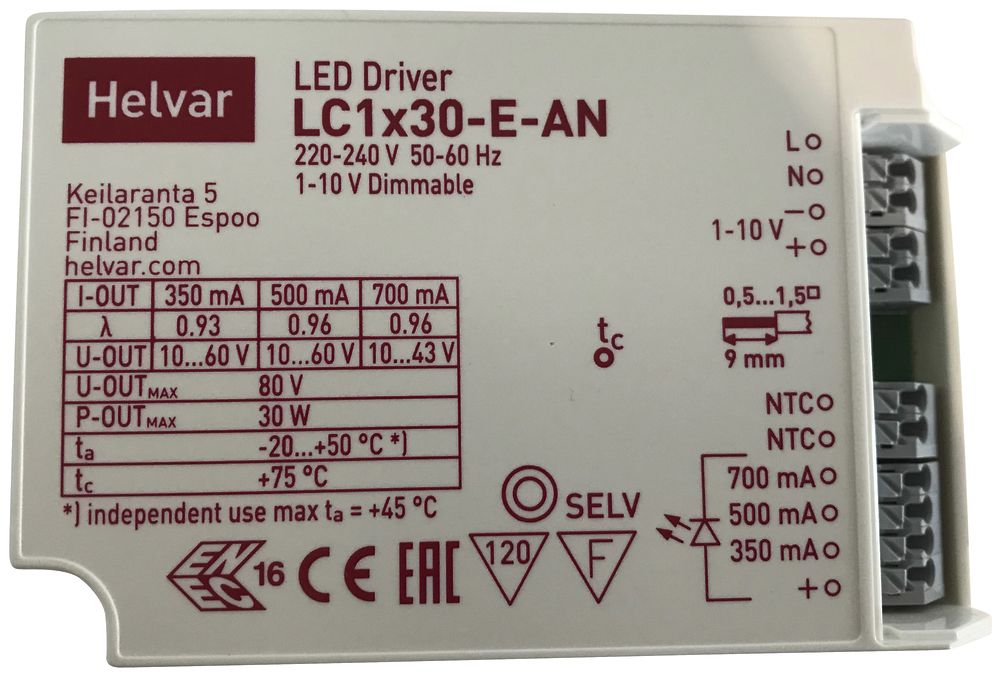 Helvar
LED Driver
LC1x30-E-AN
220-240 V 50-60 Hz
1-10 V Dimmable
Keilaranta 5
FI-02150 Espoo
Finland
helvar.com
I-OUT 350 mA 500 mA 700 mA
λ 0.93 0.96 0.96
U-OUT 10...60 V 10...60 V 10...43 V
U-OUTMAX 80 V
P-OUTMAX 30 W
ta -20...+50 °C *)
tc +75 °C
*) independent use max ta = +45 °C
ENEC 16 CE EAC
SELV
120 F
tc
L
N
1-10 V −
+
0,5...1,5
9 mm
NTC
NTC
700 mA
500 mA
350 mA
+